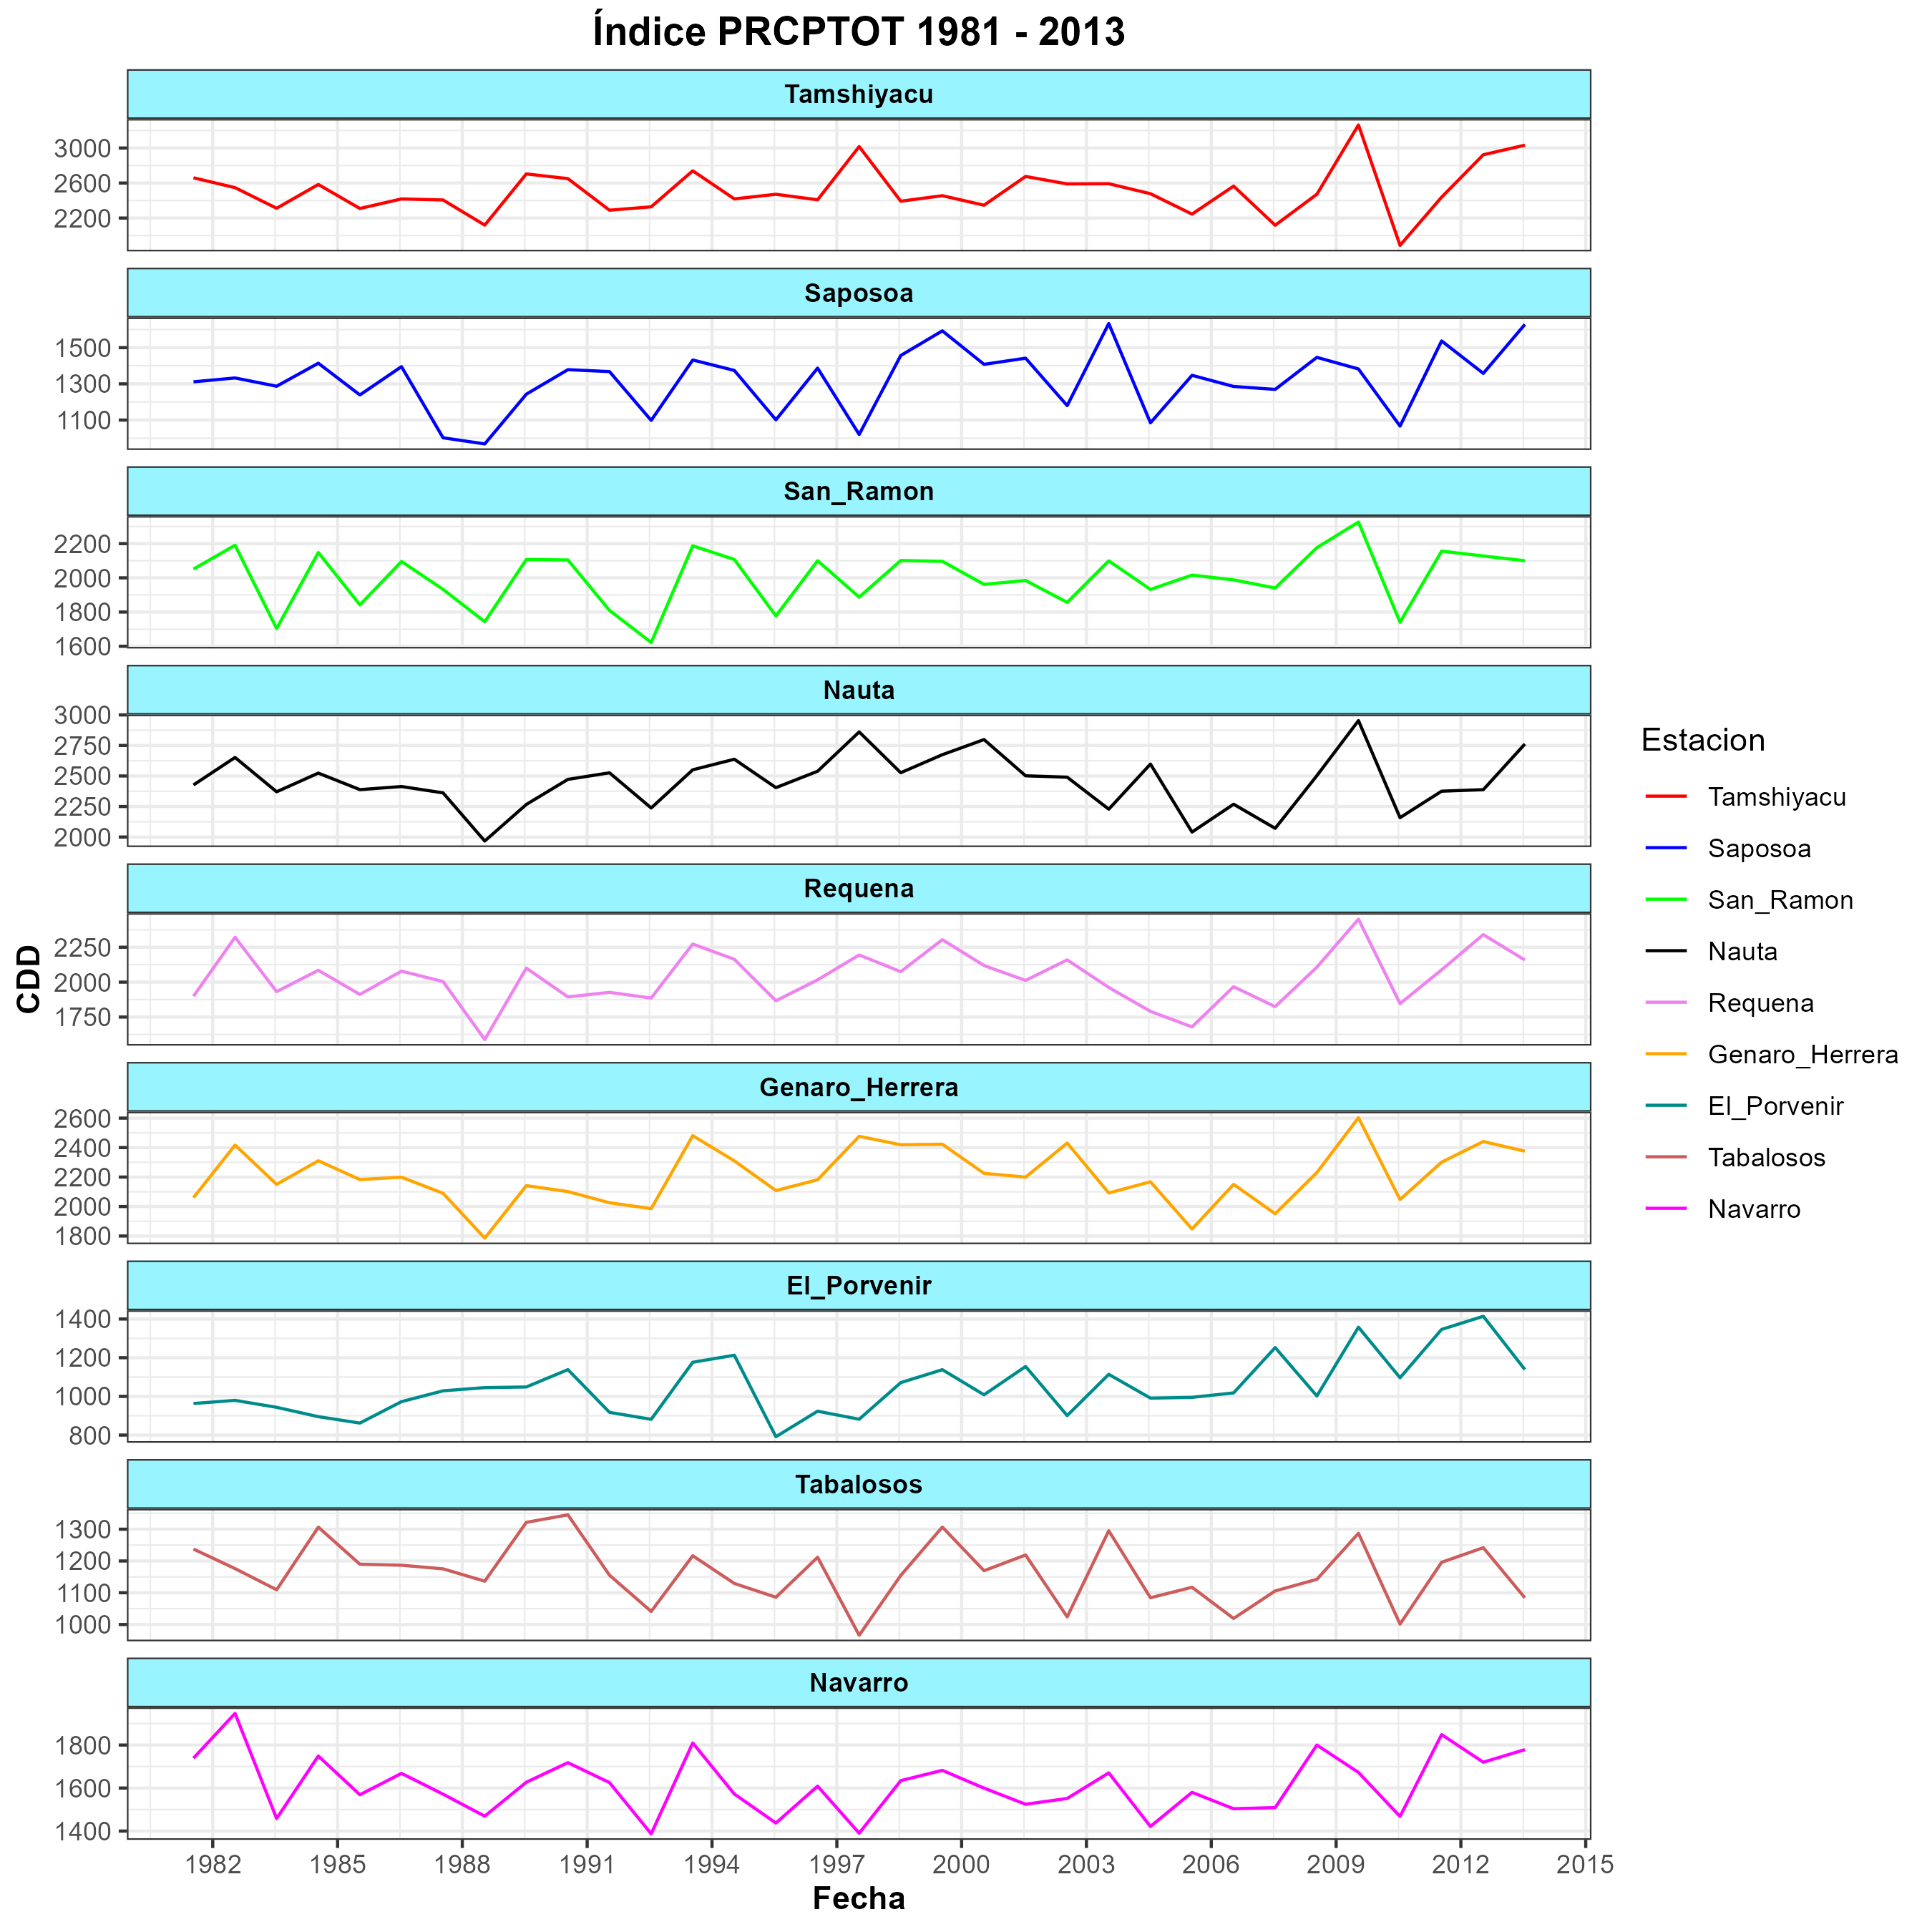 Índice PRCPTOT 1981 - 2013
Tamshiyacu
3000
2600
2200
Saposoa
1500
1300
1100
San_Ramon
2200
2000
1800
1600
Nauta
3000
2750
2500
2250
2000
Requena
2250
2000
1750
Genaro_Herrera
2600
2400
2200
2000
1800
El_Porvenir
1400
1200
1000
800
Tabalosos
1300
1200
1100
1000
Navarro
1800
1600
1400
1982 1985 1988 1991 1994 1997 2000 2003 2006 2009 2012 2015
Fecha
CDD
Estacion
Tamshiyacu
Saposoa
San_Ramon
Nauta
Requena
Genaro_Herrera
El_Porvenir
Tabalosos
Navarro